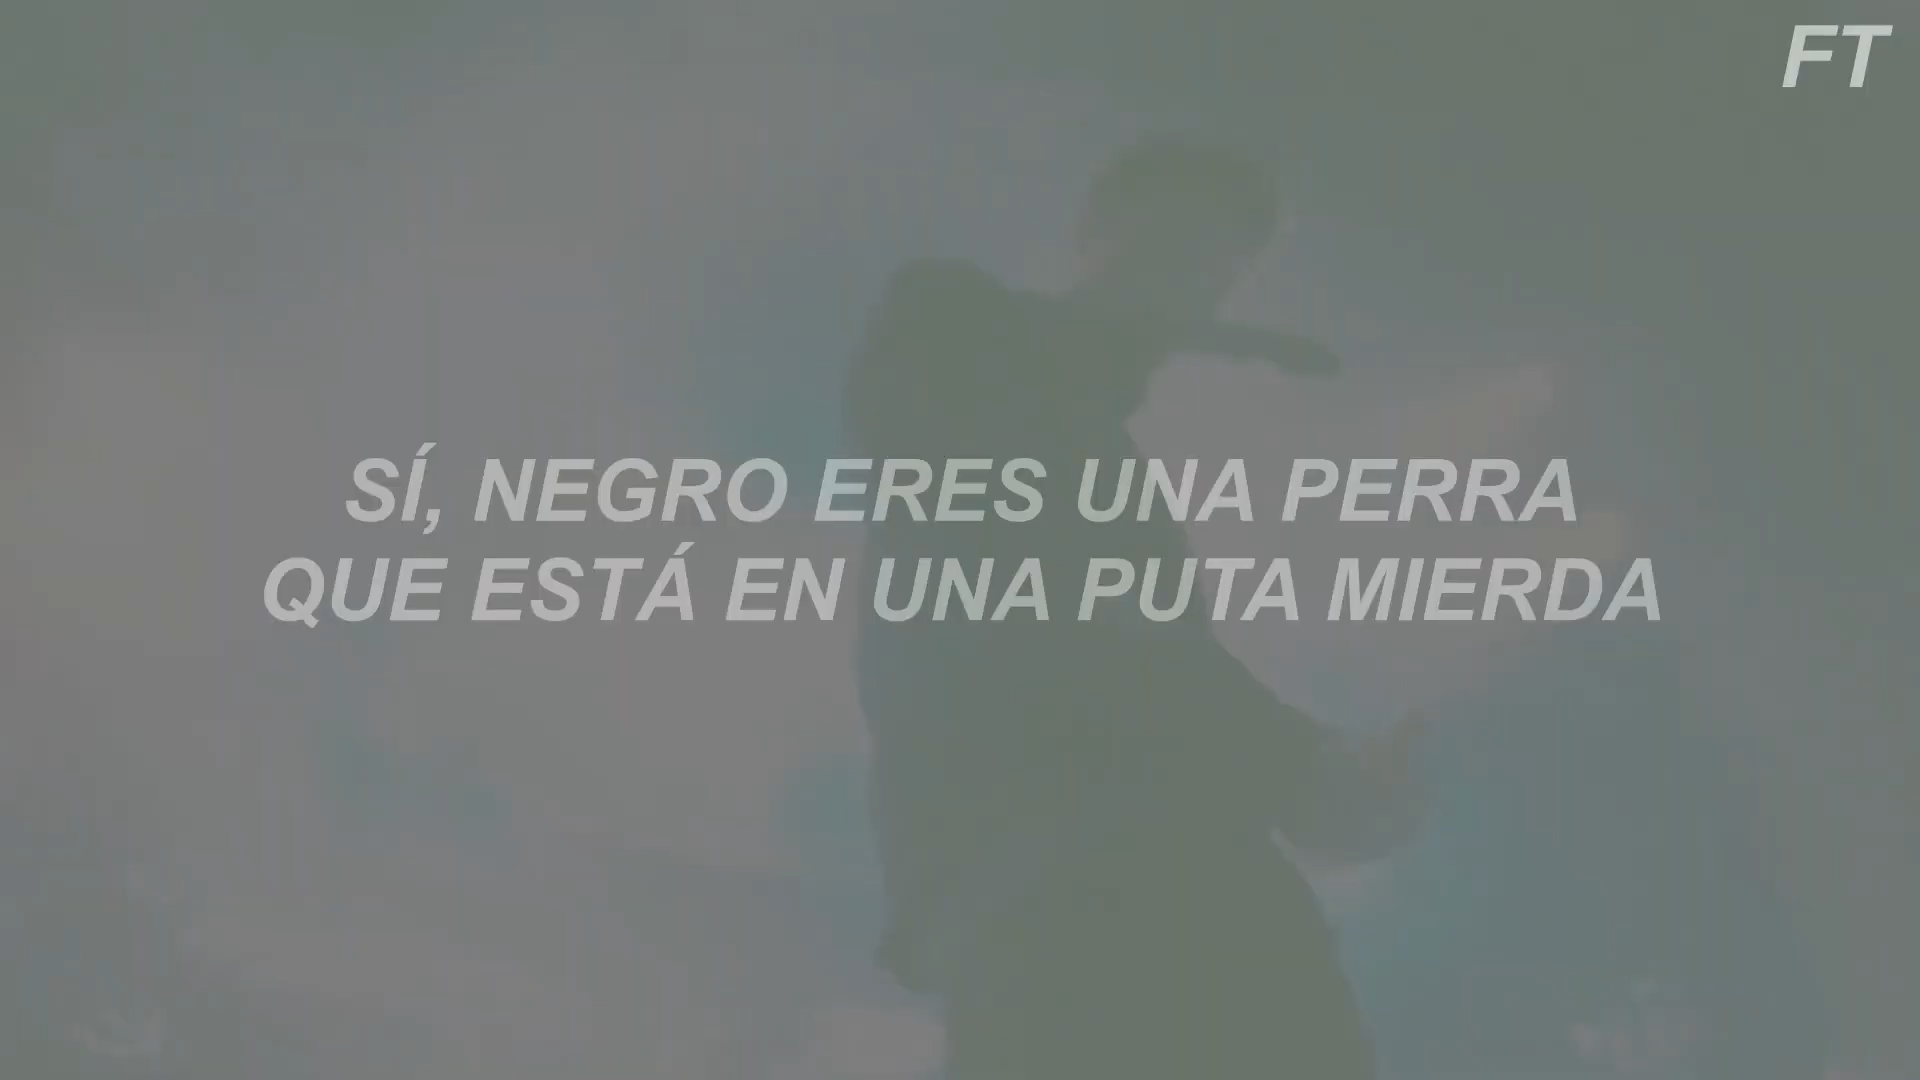 FT
SÍ, NEGRO ERES UNA PERRA
QUE ESTÁ EN UNA PUTA MIERDA